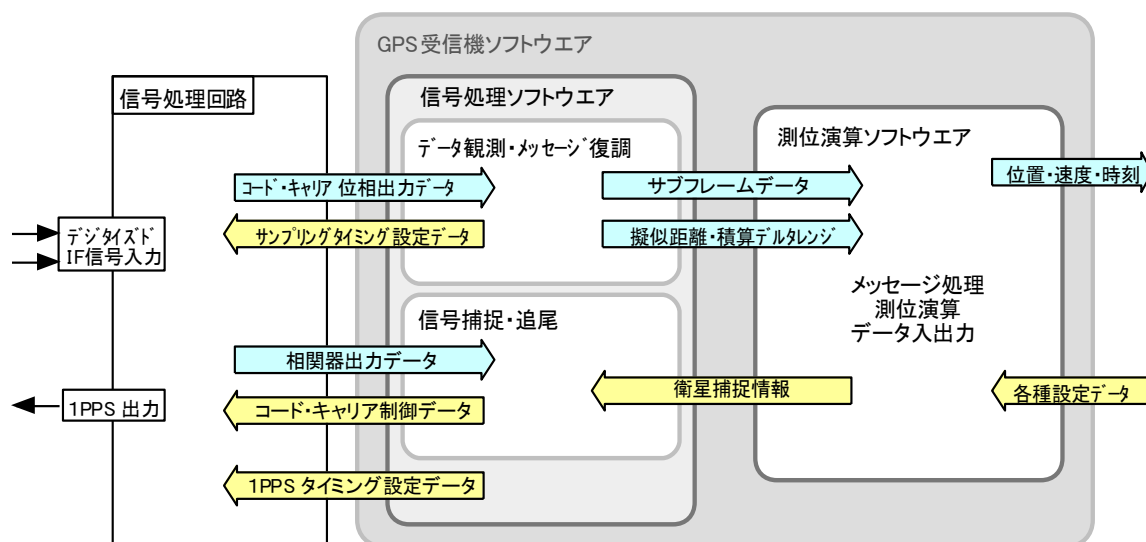 GPS受信機ソフトウエア
信号処理回路
信号処理ソフトウエア
データ観測・メッセージ復調
測位演算ソフトウエア
コード・キャリア 位相出力データ
サブフレームデータ
位置・速度・時刻
デジタイズド
IF信号入力
サンプリングタイミング設定データ
擬似距離・積算デルタレンジ
メッセージ処理
測位演算
データ入出力
信号捕捉・追尾
相関器出力データ
衛星捕捉情報
各種設定データ
1PPS 出力
コード・キャリア制御データ
1PPS タイミング設定データ